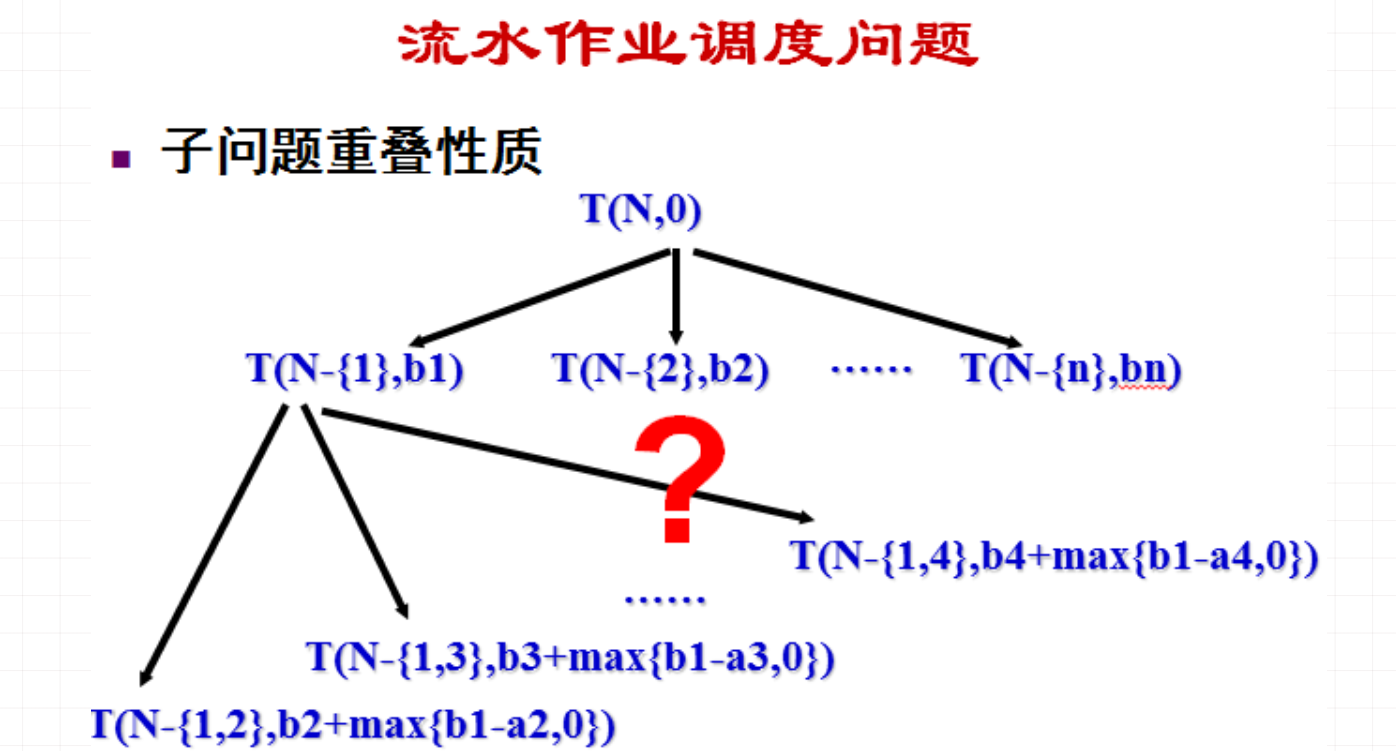 流水作业调度问题
子问题重叠性质
T(N,0)
T(N-{1},b1) T(N-{2},b2) …… T(N-{n},bn)
?
T(N-{1,4},b4+max{b1-a4,0})
……
T(N-{1,3},b3+max{b1-a3,0})
T(N-{1,2},b2+max{b1-a2,0})